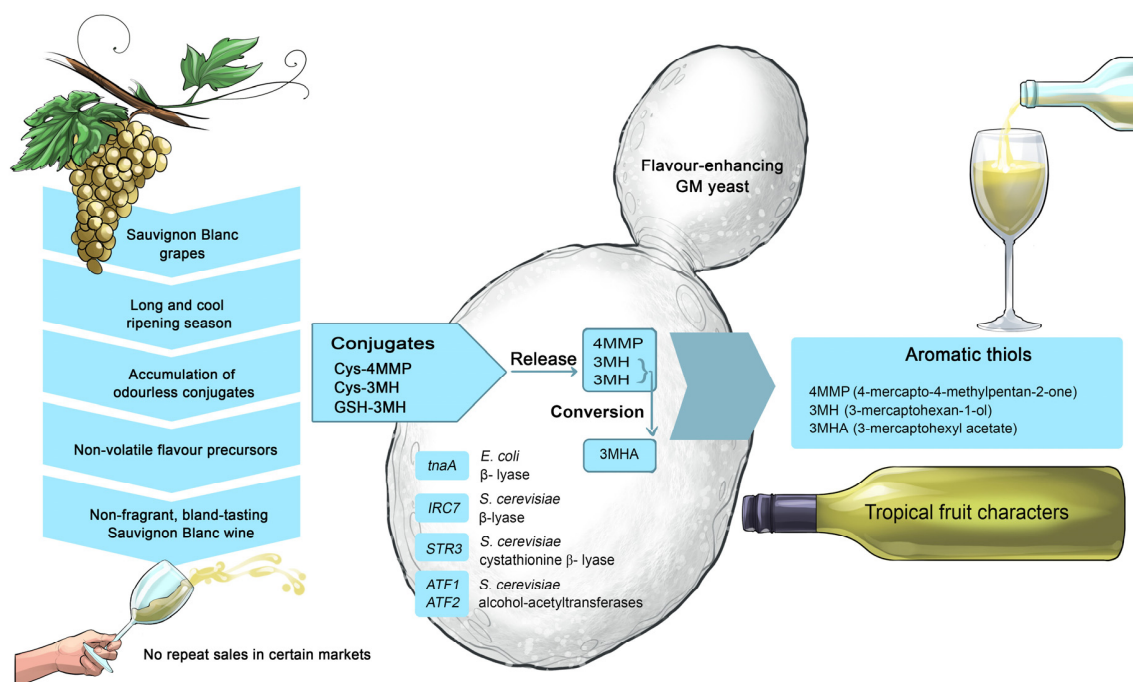 Sauvignon Blanc
grapes
Long and cool
ripening season
Accumulation of
odourless conjugates
Non-volatile flavour precursors
Non-fragrant, bland-tasting
Sauvignon Blanc wine
No repeat sales in certain markets
Flavour-enhancing
GM yeast
Conjugates
Cys-4MMP
Cys-3MH
GSH-3MH
Release
4MMP
3MH
3MH
Conversion
3MHA
tnaA E. coli
β- lyase
IRC7 S. cerevisiae
β-lyase
STR3 S. cerevisiae
cystathionine β- lyase
ATF1 S. cerevisiae
ATF2 alcohol-acetyltransferases
Aromatic thiols
4MMP (4-mercapto-4-methylpentan-2-one)
3MH (3-mercaptohexan-1-ol)
3MHA (3-mercaptohexyl acetate)
Tropical fruit characters